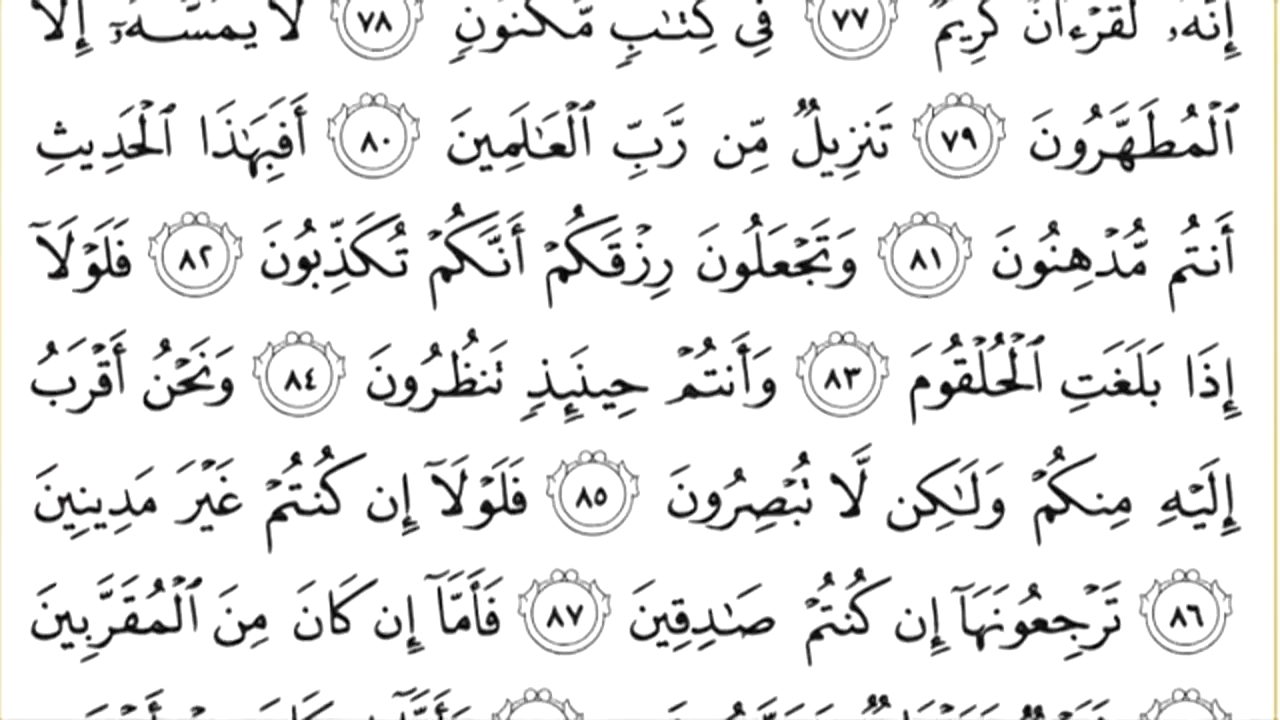 إِنَّهُۥ لَقُرْءَانٌ كَرِيمٌ ٧٧ فِى كِتَٰبٍ مَّكْنُونٍ ٧٨ لَّا يَمَسُّهُۥٓ إِلَّا
ٱلْمُطَهَّرُونَ ٧٩ تَنزِيلٌ مِّن رَّبِّ ٱلْعَٰلَمِينَ ٨٠ أَفَبِهَٰذَا ٱلْحَدِيثِ
أَنتُم مُّدْهِنُونَ ٨١ وَتَجْعَلُونَ رِزْقَكُمْ أَنَّكُمْ تُكَذِّبُونَ ٨٢ فَلَوْلَآ
إِذَا بَلَغَتِ ٱلْحُلْقُومَ ٨٣ وَأَنتُمْ حِينَئِذٍ تَنظُرُونَ ٨٤ وَنَحْنُ أَقْرَبُ
إِلَيْهِ مِنكُمْ وَلَٰكِن لَّا تُبْصِرُونَ ٨٥ فَلَوْلَآ إِن كُنتُمْ غَيْرَ مَدِينِينَ
٨٦ تَرْجِعُونَهَآ إِن كُنتُمْ صَٰدِقِينَ ٨٧ فَأَمَّآ إِن كَانَ مِنَ ٱلْمُقَرَّبِينَ